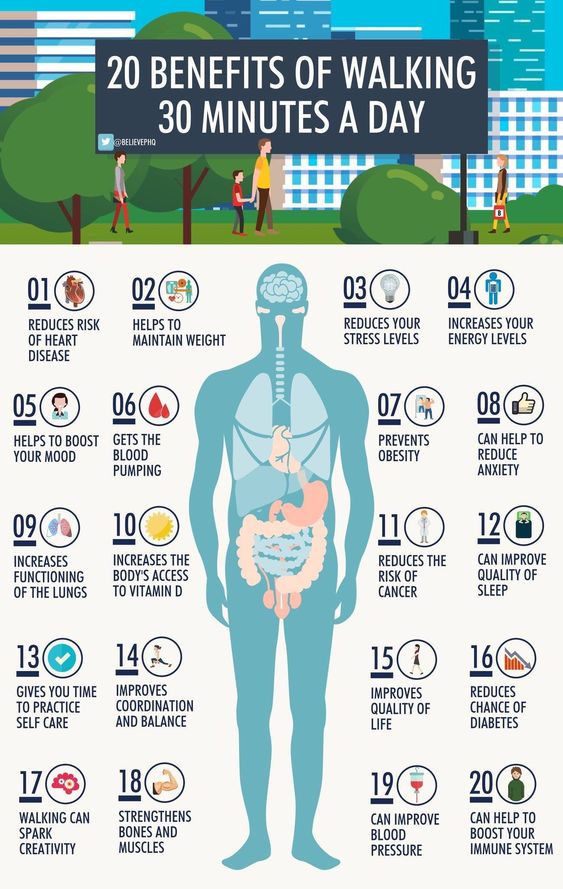 20 BENEFITS OF WALKING
30 MINUTES A DAY
@BELIEVEPHQ
B
01
REDUCES RISK
OF HEART
DISEASE
02
HELPS TO
MAINTAIN WEIGHT
03
REDUCES YOUR
STRESS LEVELS
04
INCREASES YOUR
ENERGY LEVELS
05
HELPS TO BOOST
YOUR MOOD
06
GETS THE
BLOOD
PUMPING
07
PREVENTS
OBESITY
08
CAN HELP TO
REDUCE
ANXIETY
09
INCREASES
FUNCTIONING
OF THE LUNGS
10
INCREASES THE
BODY'S ACCESS
TO VITAMIN D
11
REDUCES THE
RISK OF
CANCER
12
CAN IMPROVE
QUALITY OF
SLEEP
13
GIVES YOU TIME
TO PRACTICE
SELF CARE
14
IMPROVES
COORDINATION
AND BALANCE
15
IMPROVES
QUALITY OF
LIFE
16
REDUCES
CHANCE OF
DIABETES
17
WALKING CAN
SPARK
CREATIVITY
18
STRENGTHENS
BONES AND
MUSCLES
19
CAN IMPROVE
BLOOD
PRESSURE
20
CAN HELP TO
BOOST YOUR
IMMUNE SYSTEM